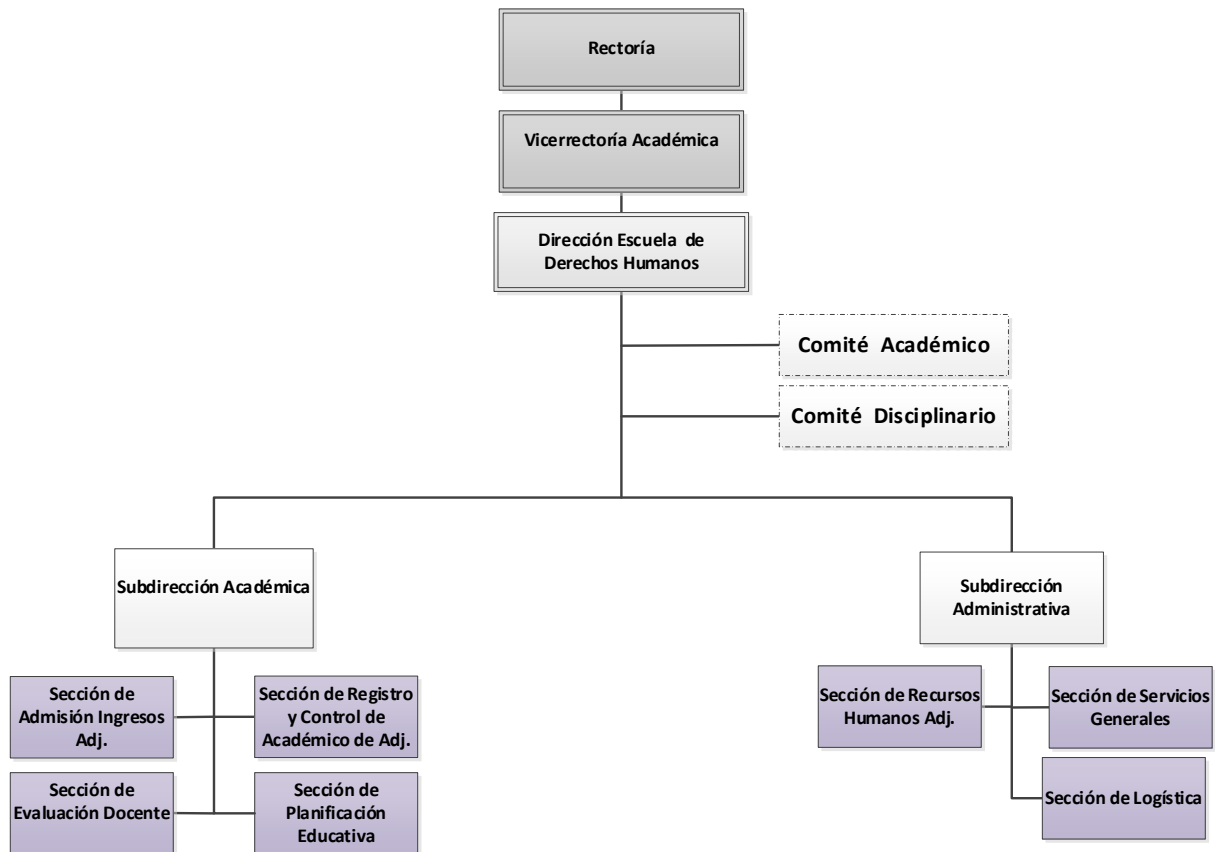 Rectoría
Vicerrectoría Académica
Dirección Escuela de
Derechos Humanos
Comité Académico
Comité Disciplinario
Subdirección Académica
Subdirección
Administrativa
Sección de
Admisión Ingresos
Adj.
Sección de Registro
y Control de
Académico de Adj.
Sección de
Evaluación Docente
Sección de
Planificación
Educativa
Sección de Recursos
Humanos Adj.
Sección de Servicios
Generales
Sección de Logística